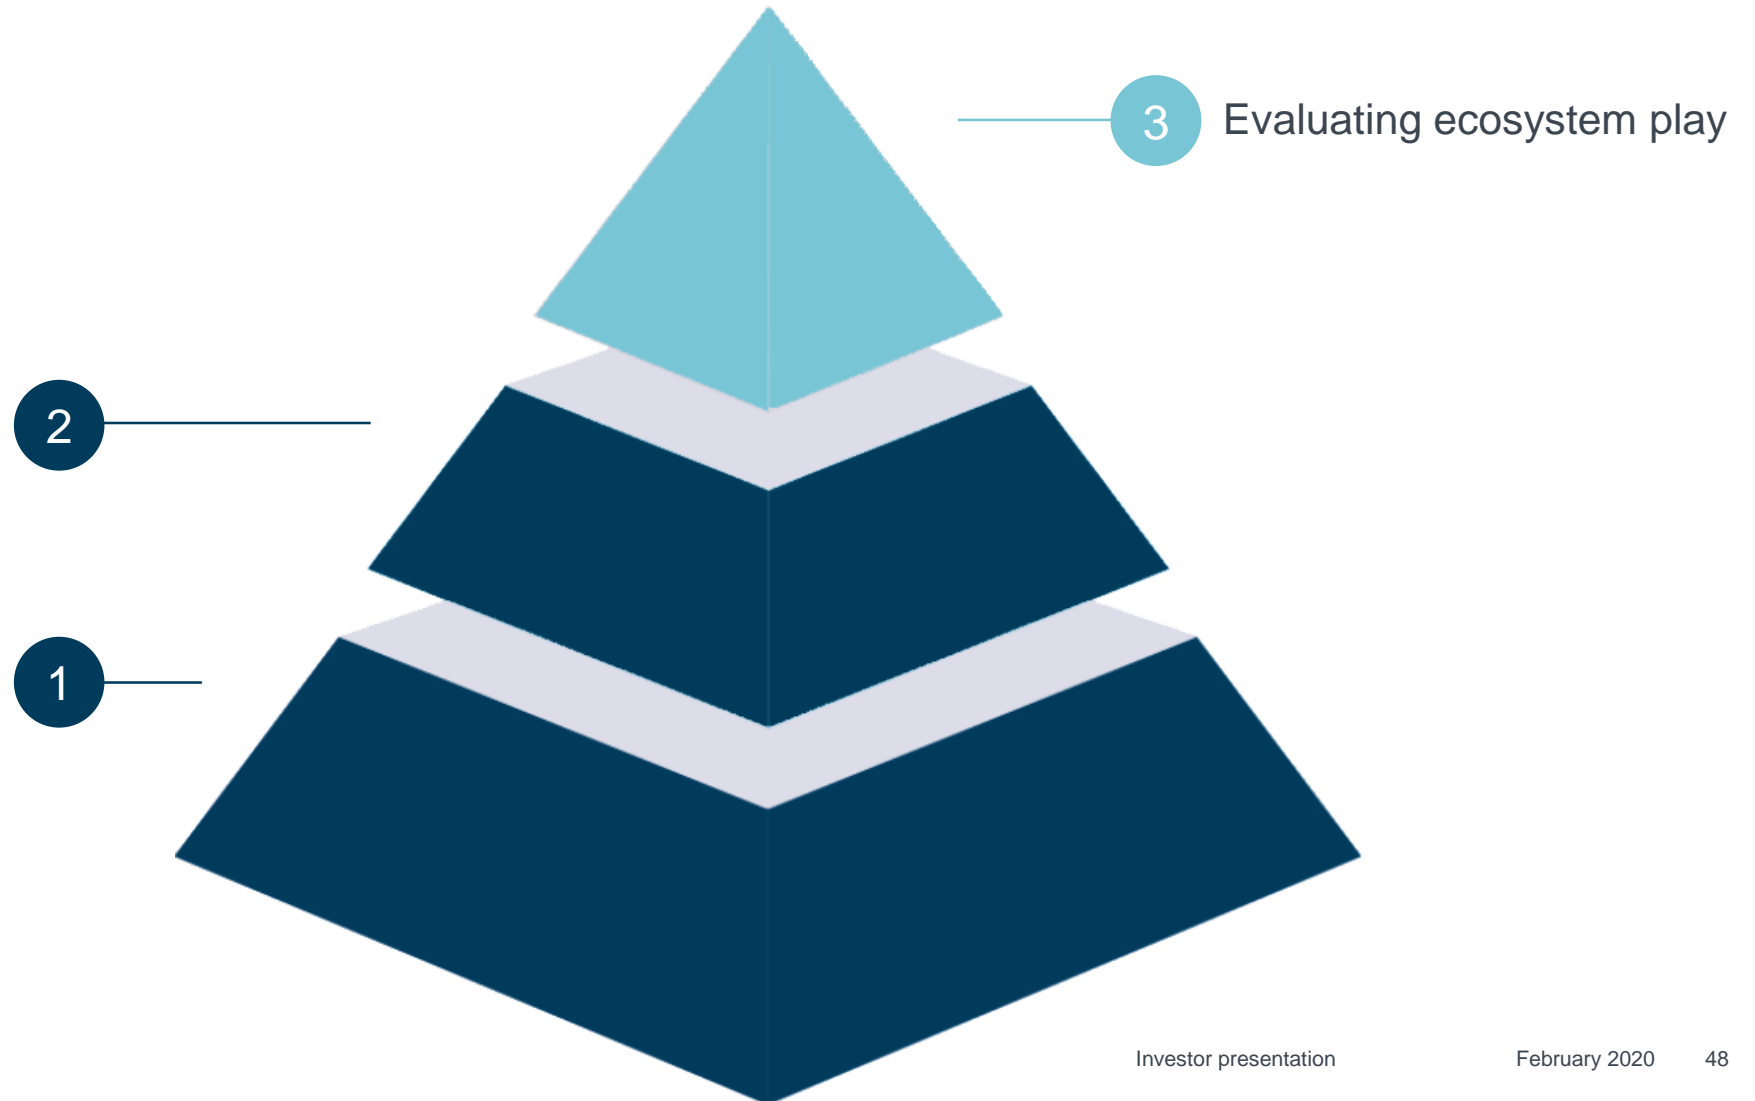 3 Evaluating ecosystem play
2
1
Investor presentation February 2020 48